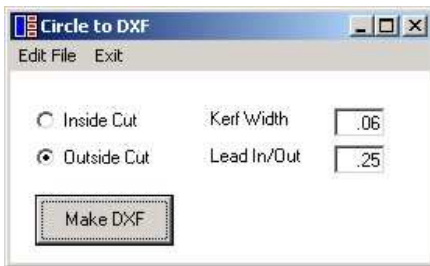 Circle to DXF
Edit File Exit
Inside Cut Kerf Width .06
Outside Cut Lead In/Out .25
Make DXF